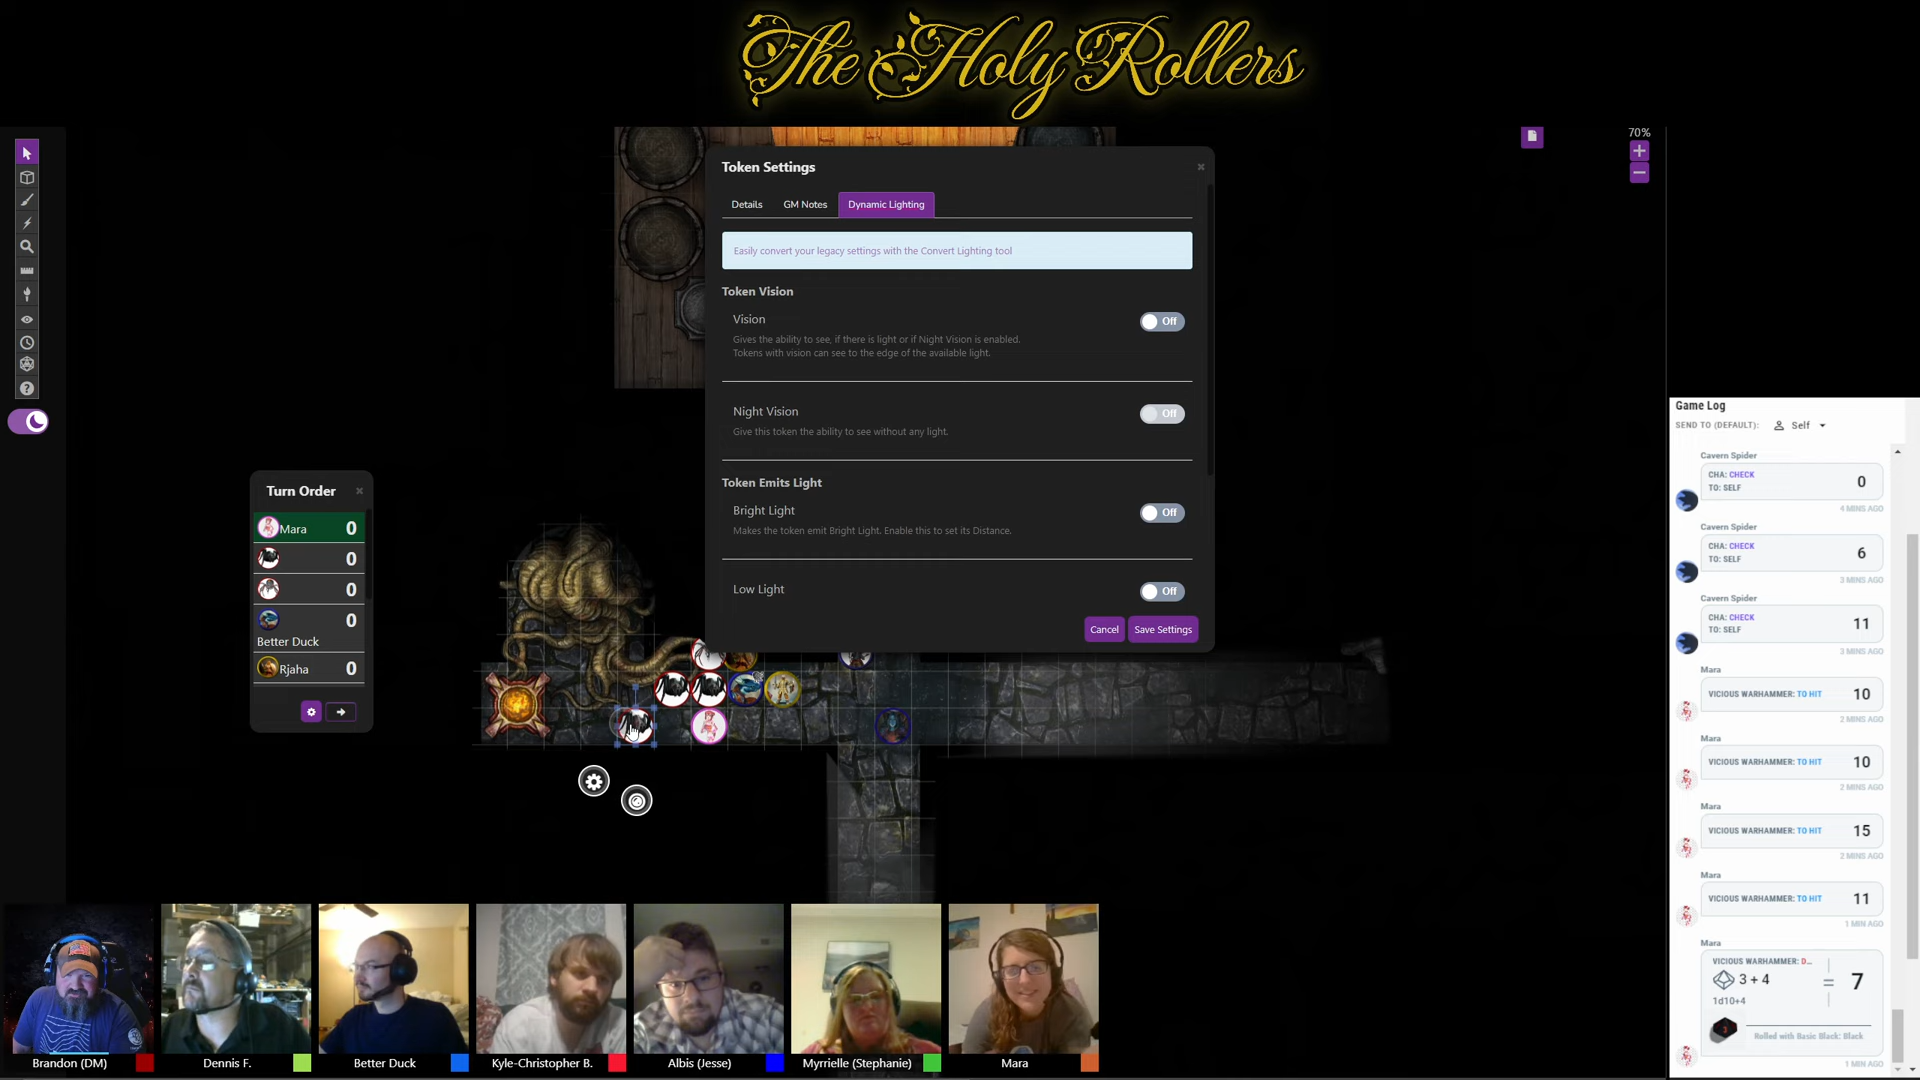 The Holy Rollers
70%
Token Settings
Details
GM Notes
Dynamic Lighting
Easily convert your legacy settings with the Convert Lighting tool
Token Vision
Vision
Off
Gives the ability to see, if there is light or if Night Vision is enabled.
Tokens with vision can see to the edge of the available light.
Night Vision
Off
Give this token the ability to see without any light.
Token Emits Light
Bright Light
Off
Makes the token emit Bright Light. Enable this to set its Distance.
Low Light
Off
Cancel
Save Settings
Turn Order
Mara 0
0
0
0
Better Duck
Rjaha 0
Game Log
SEND TO (DEFAULT): Self
Cavern Spider
CHA: CHECK
TO: SELF
0
4 MINS AGO
Cavern Spider
CHA: CHECK
TO: SELF
6
3 MINS AGO
Cavern Spider
CHA: CHECK
TO: SELF
11
3 MINS AGO
Mara
VICIOUS WARHAMMER: TO HIT 10
2 MINS AGO
Mara
VICIOUS WARHAMMER: TO HIT 10
2 MINS AGO
Mara
VICIOUS WARHAMMER: TO HIT 15
2 MINS AGO
Mara
VICIOUS WARHAMMER: TO HIT 11
1 MIN AGO
Mara
VICIOUS WARHAMMER: D...
3 + 4 = 7
1d10+4
Rolled with Basic Black: Black
1 MIN AGO
Brandon (DM)
Dennis F.
Better Duck
Kyle-Christopher B.
Albis (Jesse)
Myrrielle (Stephanie)
Mara